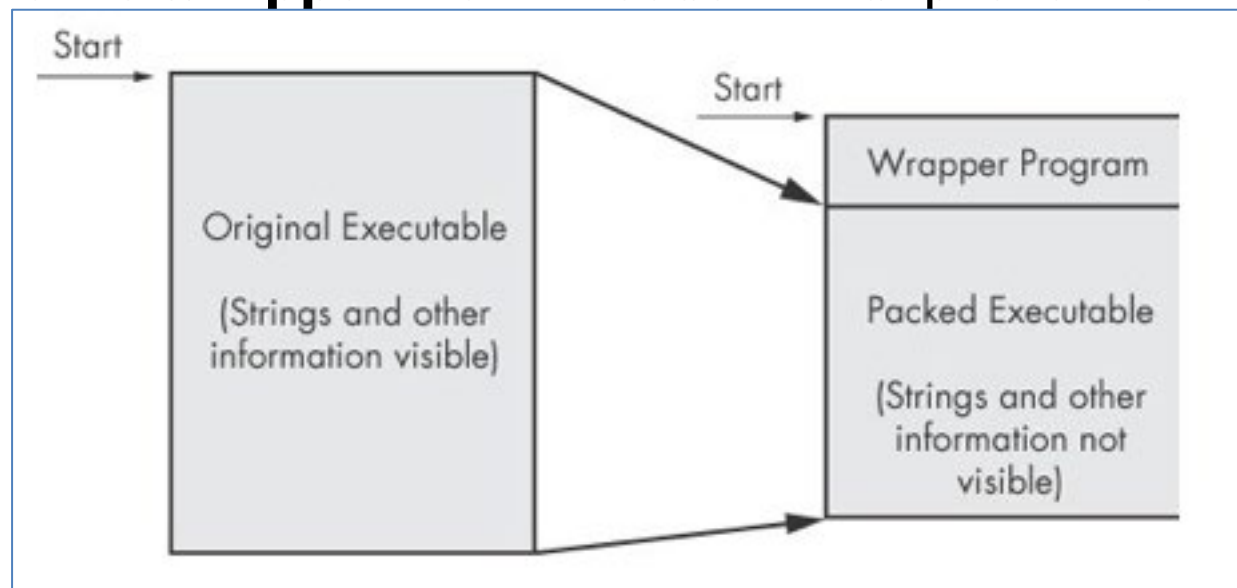 Start
Original Executable
(Strings and other
information visible)
Start
Wrapper Program
Packed Executable
(Strings and other
information not
visible)